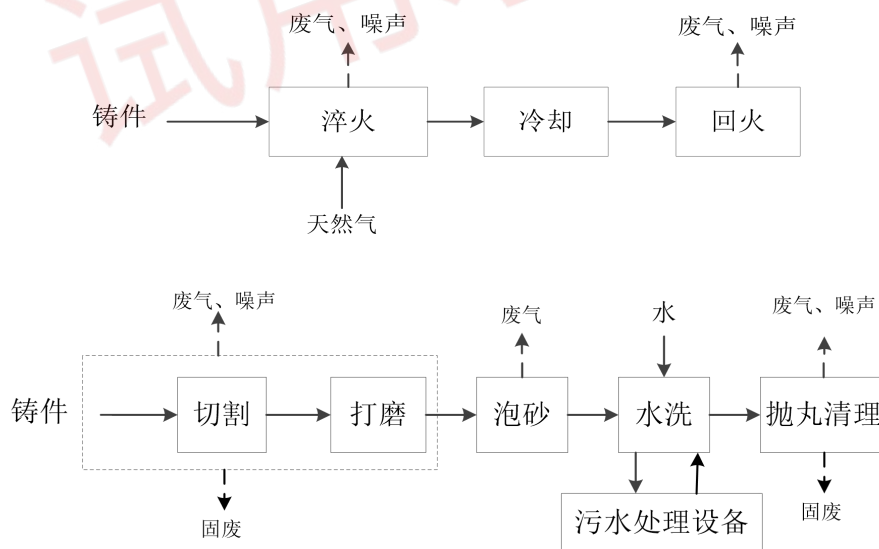 试用
废气、噪声
废气、噪声
铸件
淬火
冷却
回火
天然气
废气、噪声
废气
水
废气、噪声
铸件
切割
打磨
泡砂
水洗
抛丸清理
固废
污水处理设备
固废